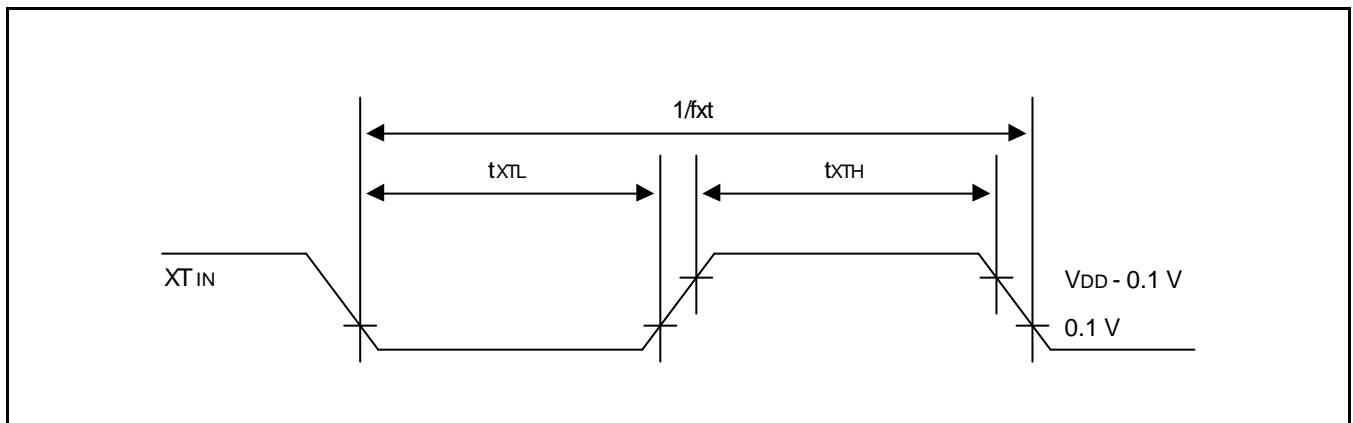 1/fxt
tXTL
tXTH
XTIN
VDD - 0.1 V
0.1 V